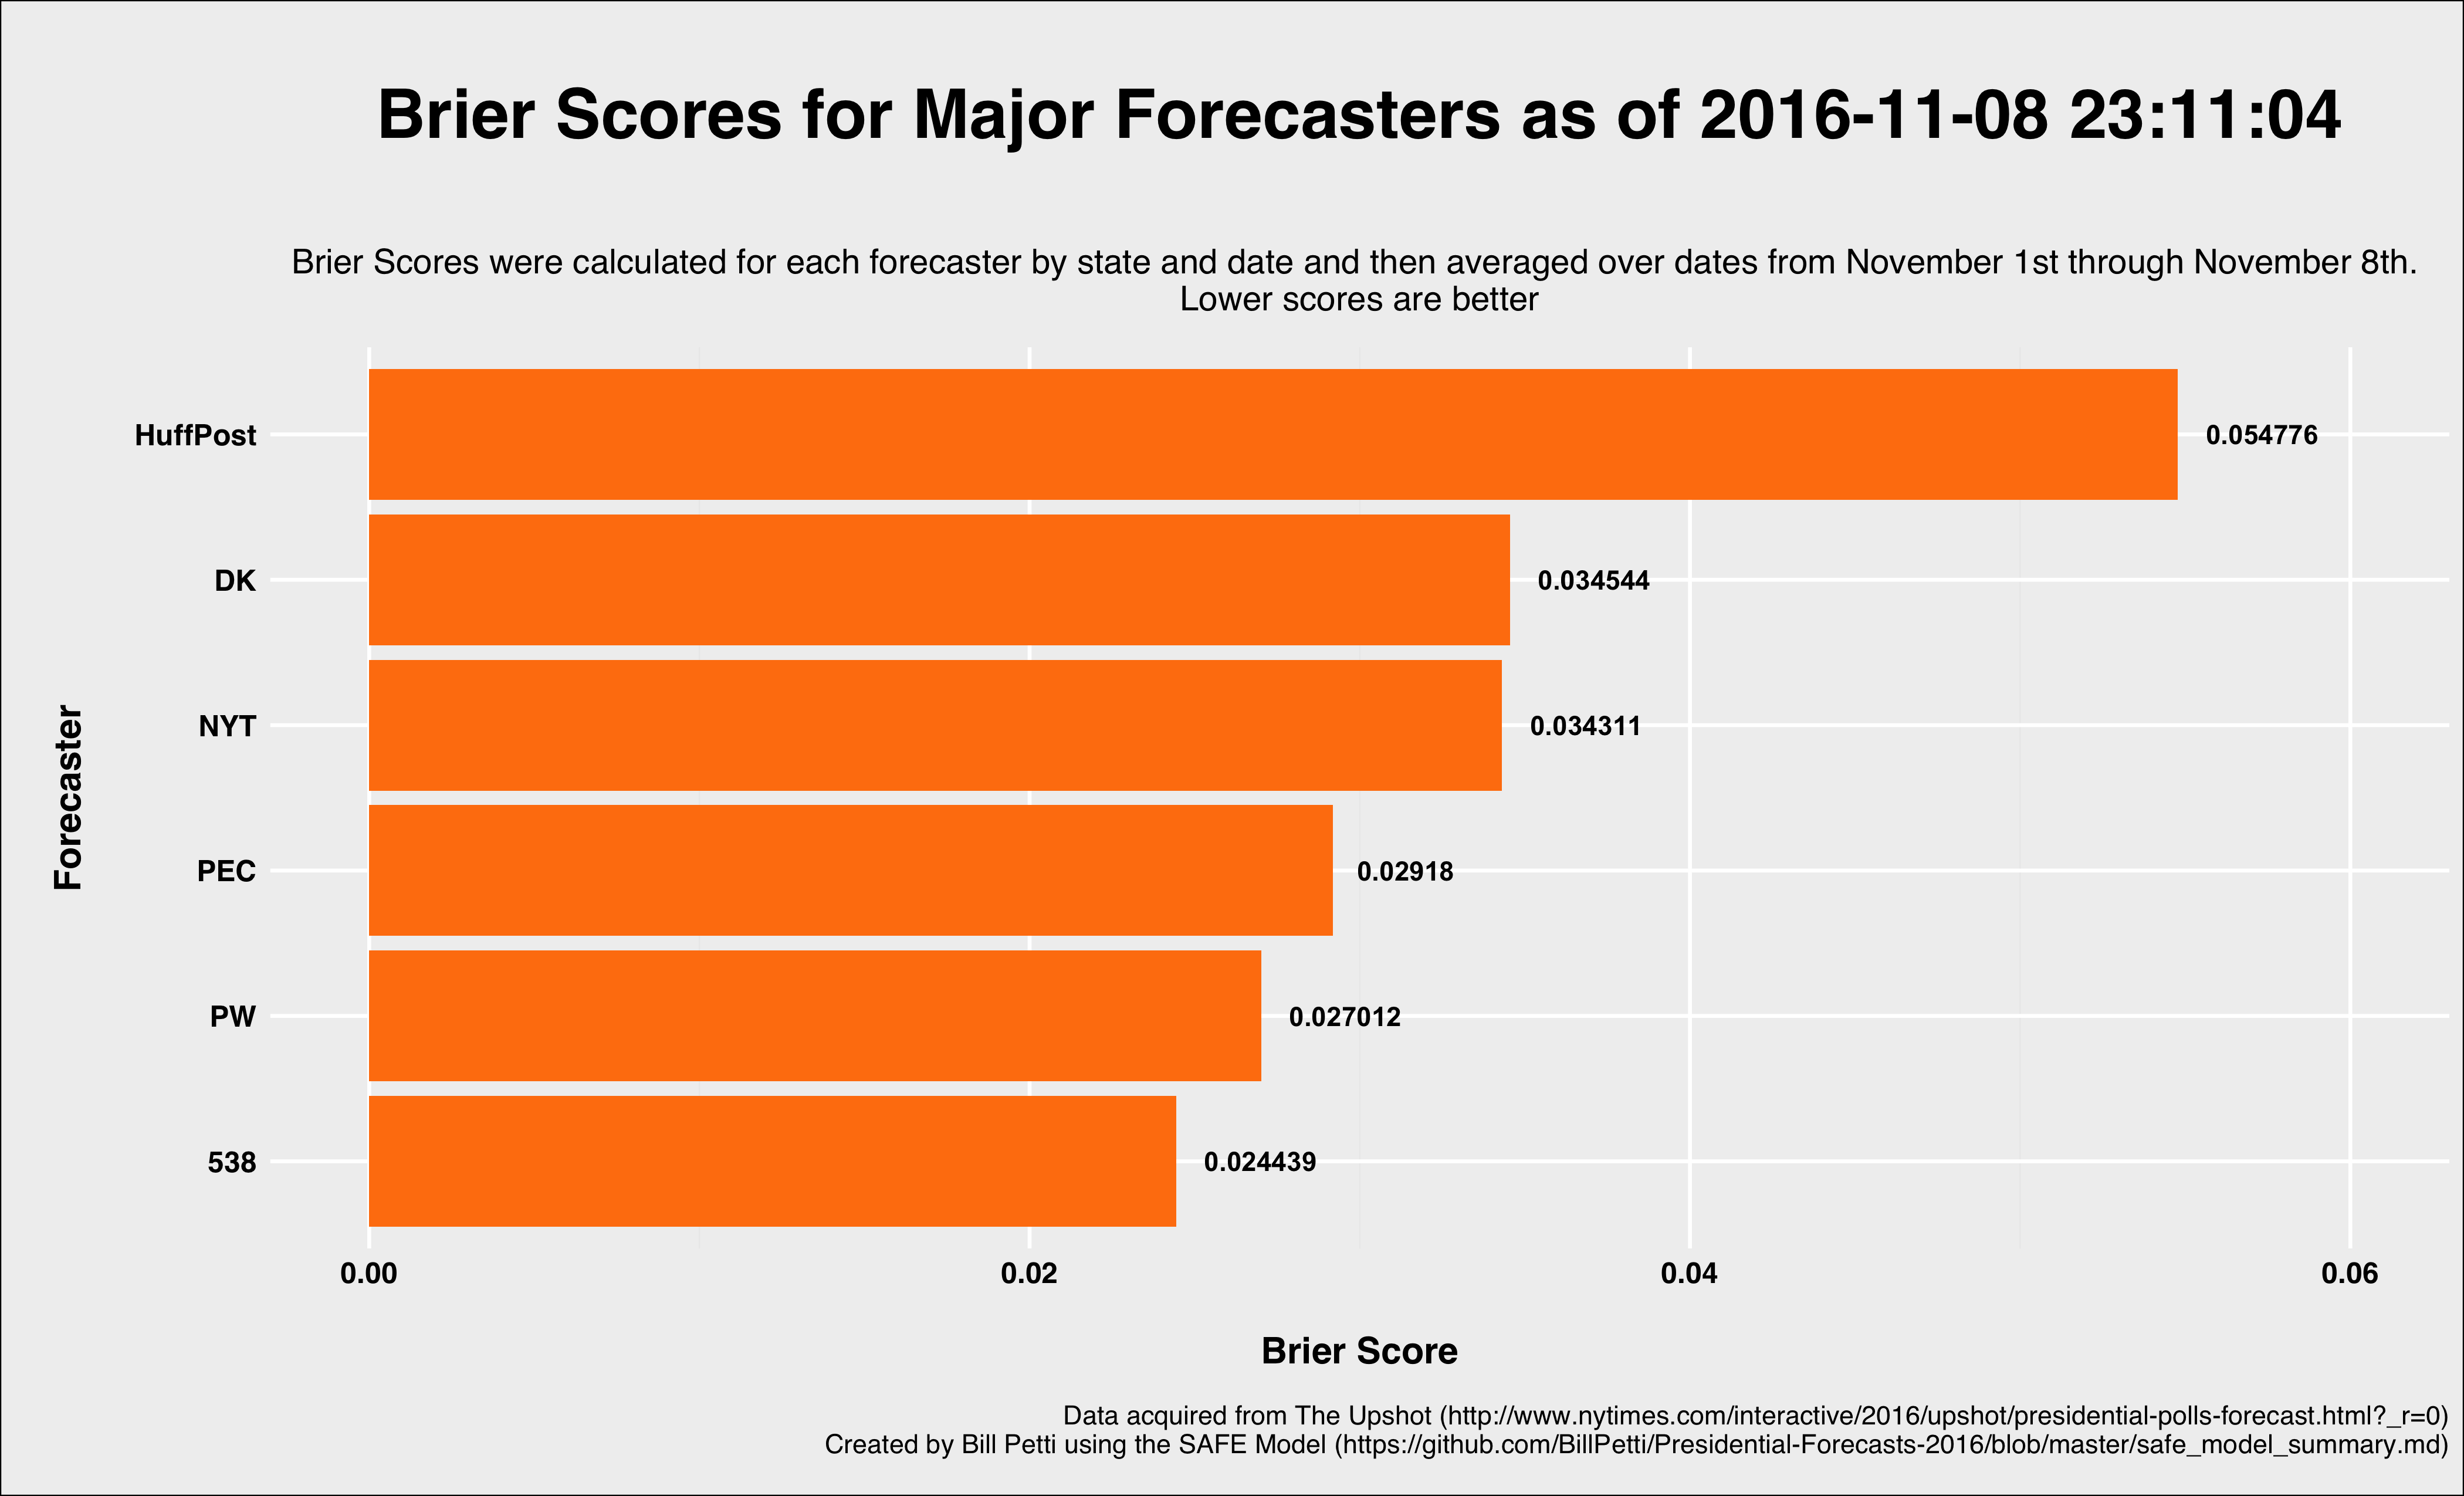 Brier Scores for Major Forecasters as of 2016-11-08 23:11:04
Brier Scores were calculated for each forecaster by state and date and then averaged over dates from November 1st through November 8th.
Lower scores are better
Forecaster
HuffPost
0.054776
DK
0.034544
NYT
0.034311
PEC
0.02918
PW
0.027012
538
0.024439
0.00
0.02
0.04
0.06
Brier Score
Data acquired from The Upshot (http://www.nytimes.com/interactive/2016/upshot/presidential-polls-forecast.html?_r=0)
Created by Bill Petti using the SAFE Model (https://github.com/BillPetti/Presidential-Forecasts-2016/blob/master/safe_model_summary.md)